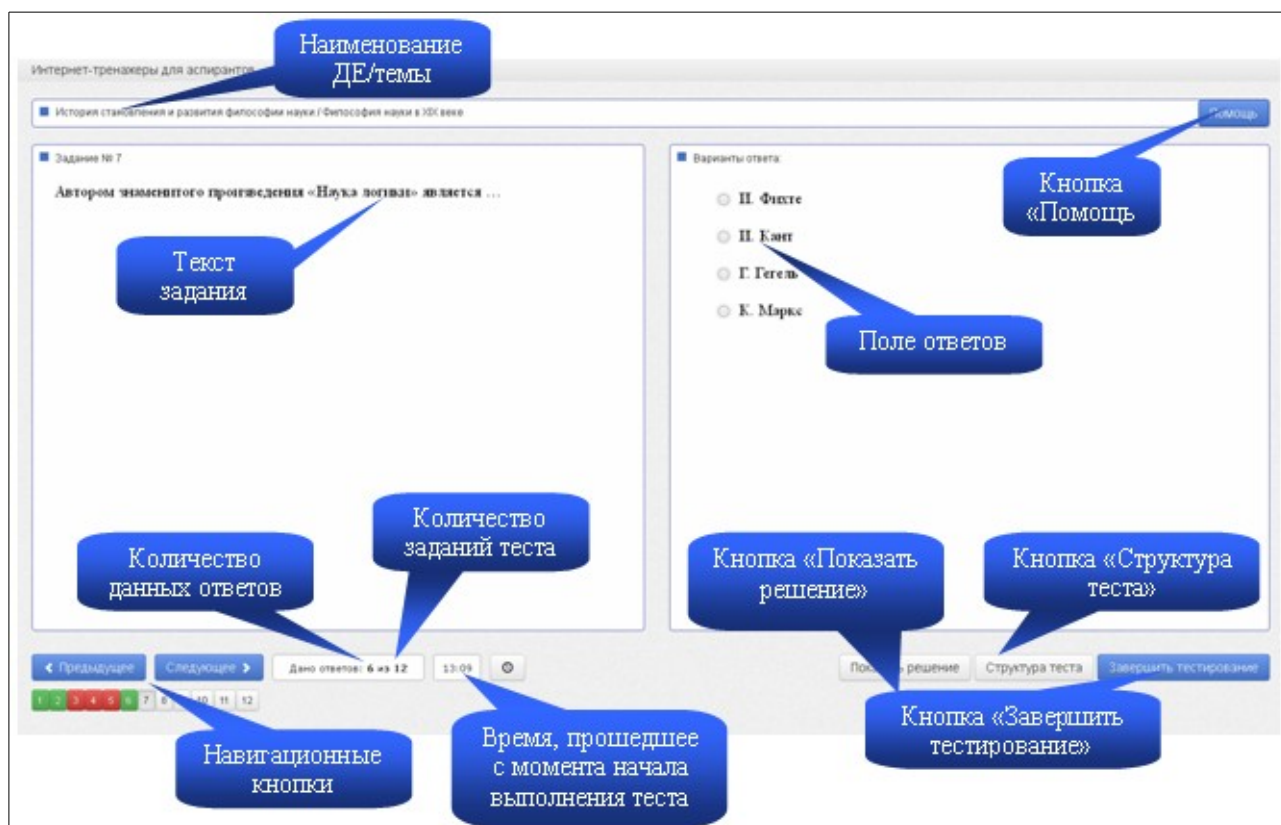 Наименование
ДЕ/темы
Интернет-тренажеры для аспирантов
История становления и развития философии науки / Философия науки в XIX веке
Помощь
Кнопка
«Помощь
Задание № 7
Автором знаменитого произведения «Наука логики» является …
Текст
задания
Варианты ответа:
И. Фихте
И. Кант
Г. Гегель
К. Маркс
Поле ответов
Количество
заданий теста
Количество
данных ответов
Кнопка «Показать
решение»
Кнопка «Структура
теста»
Предыдущее
Следующее
Дано ответов: 6 из 12
13:09
решение
Структура теста
Завершить тестирование
1 2 3 4 5 6 7 8 10 11 12
Навигационные
кнопки
Время, прошедшее
с момента начала
выполнения теста
Кнопка «Завершить
тестирование»